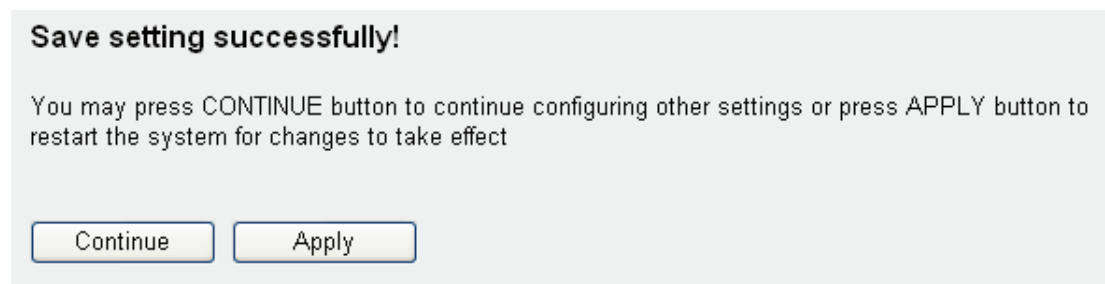 Save setting successfully!
You may press CONTINUE button to continue configuring other settings or press APPLY button to
restart the system for changes to take effect
Continue Apply